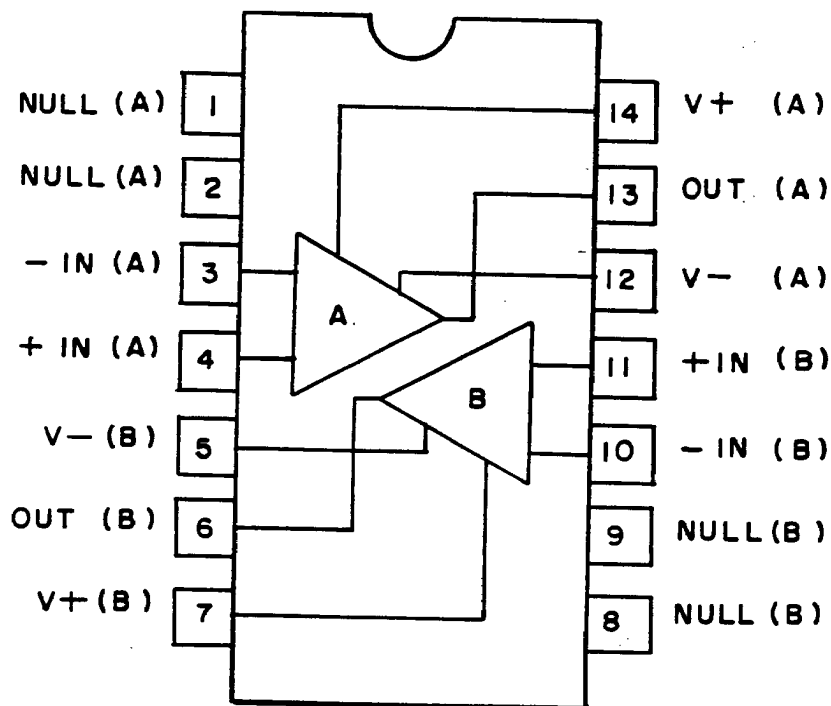 NULL (A) 1
NULL (A) 2
- IN (A) 3
+ IN (A) 4
V- (B) 5
OUT (B) 6
V+ (B) 7
A
B
14 V+ (A)
13 OUT (A)
12 V- (A)
11 +IN (B)
10 -IN (B)
9 NULL (B)
8 NULL (B)